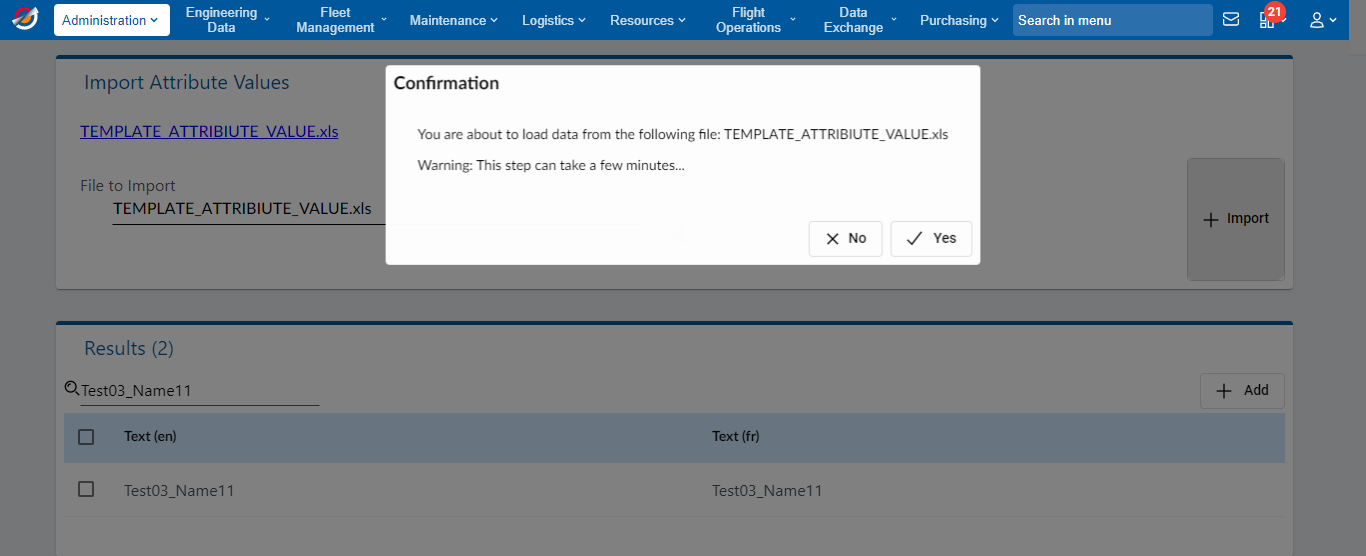 Administration
Engineering Data
Fleet Management
Maintenance
Logistics
Resources
Flight Operations
Data Exchange
Purchasing
Search in menu
21
Import Attribute Values
TEMPLATE_ATTRIBIUTE_VALUE.xls
File to Import
TEMPLATE_ATTRIBIUTE_VALUE.xls
Import
Confirmation
You are about to load data from the following file: TEMPLATE_ATTRIBIUTE_VALUE.xls
Warning: This step can take a few minutes...
No
Yes
Results (2)
Test03_Name11
Add
Text (en)
Text (fr)
Test03_Name11
Test03_Name11